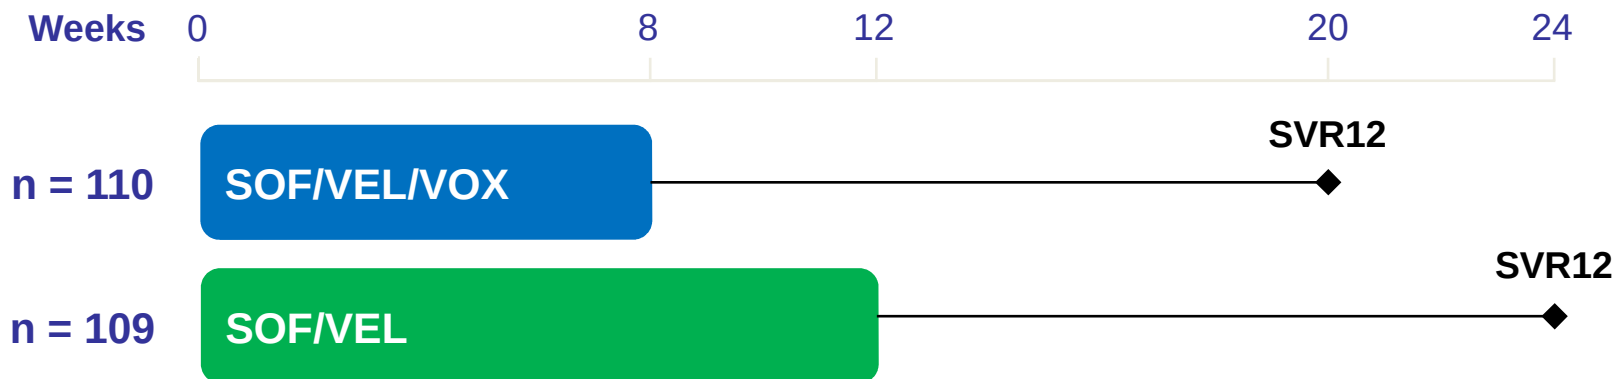 Weeks 0 8 12 20 24
SVR12
n = 110 SOF/VEL/VOX
SVR12
n = 109 SOF/VEL